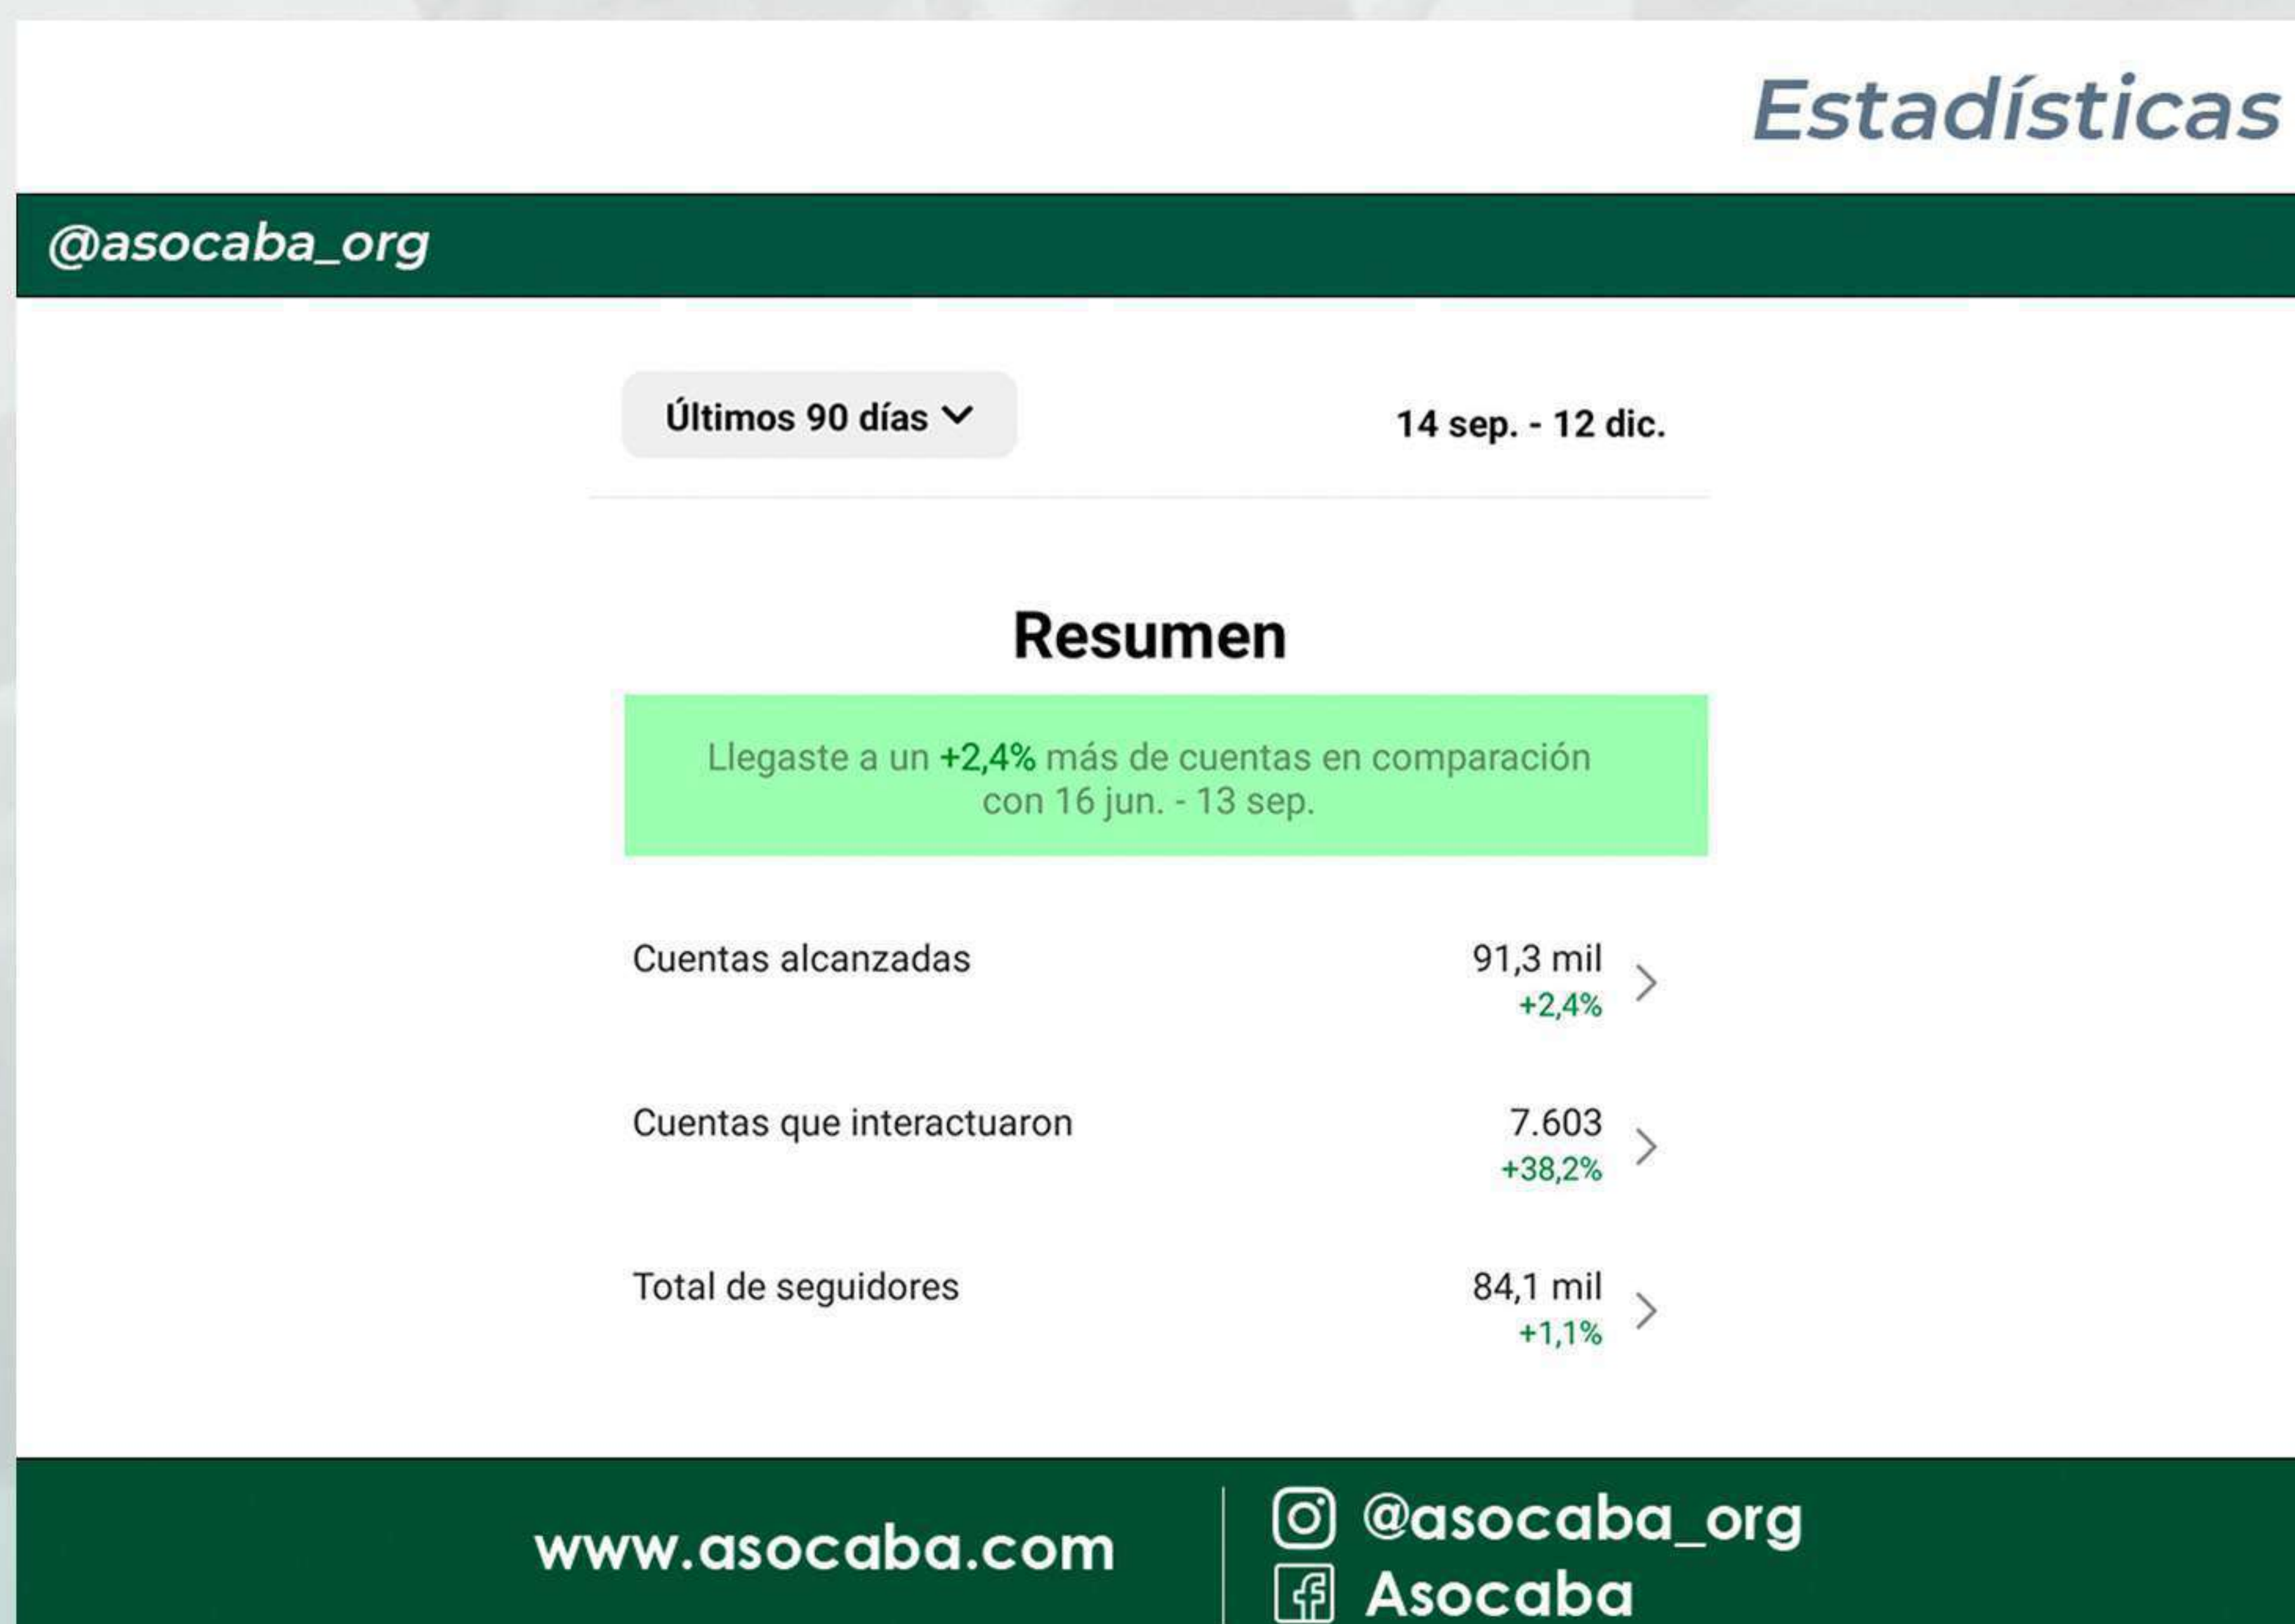 Estadísticas
@asocaba_org
Últimos 90 días
14 sep. - 12 dic.
Resumen
Llegaste a un +2,4% más de cuentas en comparación
con 16 jun. - 13 sep.
Cuentas alcanzadas
91,3 mil
+2,4%
Cuentas que interactuaron
7.603
+38,2%
Total de seguidores
84,1 mil
+1,1%
www.asocaba.com
@asocaba_org
Asocaba